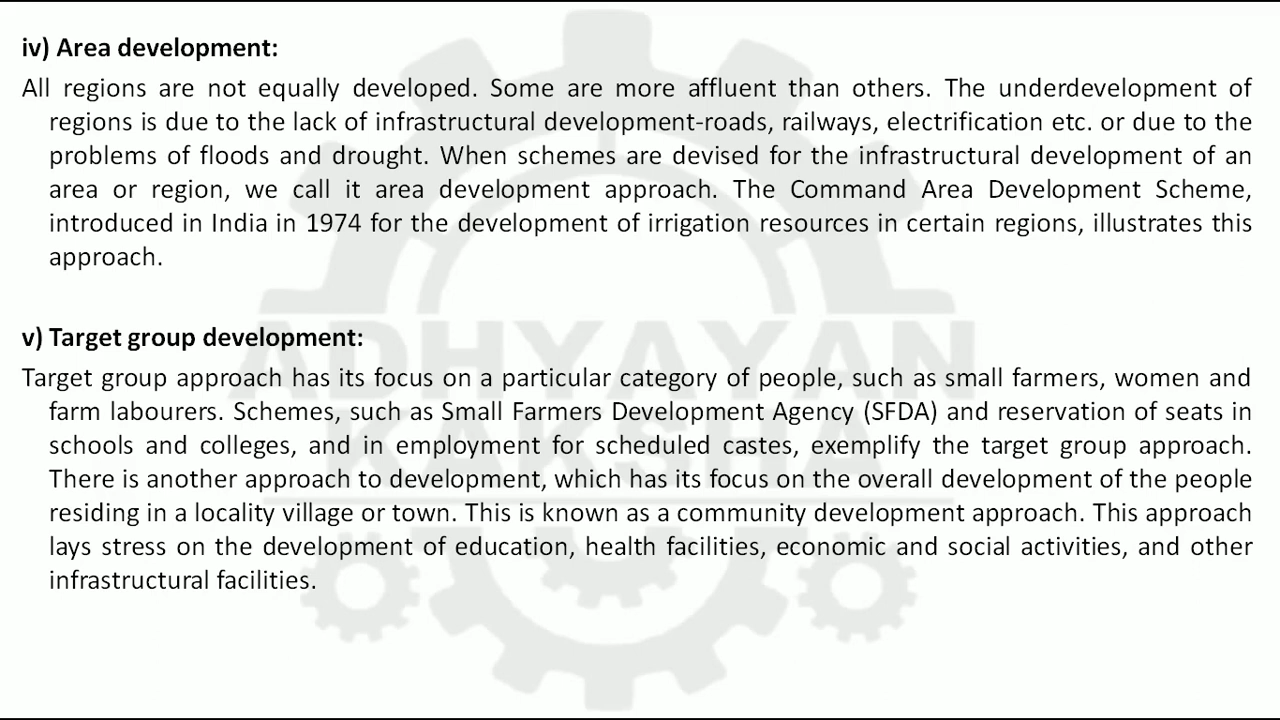 iv) Area development:
All regions are not equally developed. Some are more affluent than others. The underdevelopment of
regions is due to the lack of infrastructural development-roads, railways, electrification etc. or due to the
problems of floods and drought. When schemes are devised for the infrastructural development of an
area or region, we call it area development approach. The Command Area Development Scheme,
introduced in India in 1974 for the development of irrigation resources in certain regions, illustrates this
approach.
v) Target group development:
Target group approach has its focus on a particular category of people, such as small farmers, women and
farm labourers. Schemes, such as Small Farmers Development Agency (SFDA) and reservation of seats in
schools and colleges, and in employment for scheduled castes, exemplify the target group approach.
There is another approach to development, which has its focus on the overall development of the people
residing in a locality village or town. This is known as a community development approach. This approach
lays stress on the development of education, health facilities, economic and social activities, and other
infrastructural facilities.
ADHYAYAN
KAKSHA